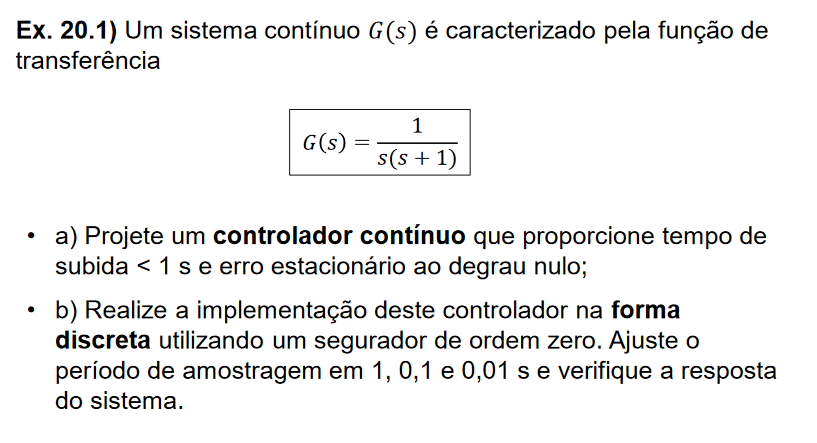 Ex. 20.1) Um sistema contínuo G(s) é caracterizado pela função de
transferência
G(s) = 1 / s(s + 1)
• a) Projete um controlador contínuo que proporcione tempo de
subida < 1 s e erro estacionário ao degrau nulo;
• b) Realize a implementação deste controlador na forma
discreta utilizando um segurador de ordem zero. Ajuste o
período de amostragem em 1, 0,1 e 0,01 s e verifique a resposta
do sistema.